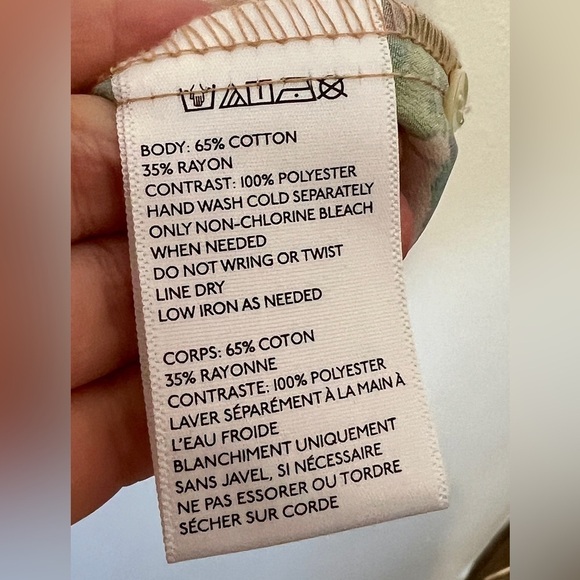 BODY: 65% COTTON
35% RAYON
CONTRAST: 100% POLYESTER
HAND WASH COLD SEPARATELY
ONLY NON-CHLORINE BLEACH
WHEN NEEDED
DO NOT WRING OR TWIST
LINE DRY
LOW IRON AS NEEDED
CORPS: 65% COTON
35% RAYONNE
CONTRASTE: 100% POLYESTER
LAVER SÉPARÉMENT À LA MAIN À
L'EAU FROIDE
BLANCHIMENT UNIQUEMENT
SANS JAVEL, SI NÉCESSAIRE
NE PAS ESSORER OU TORDRE
SÉCHER SUR CORDE